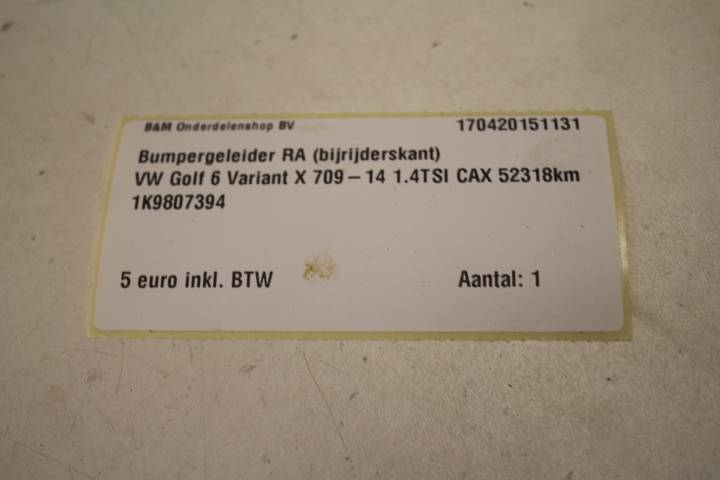 B&M Onderdelenshop BV 170420151131
Bumpergeleider RA (bijrijderskant)
VW Golf 6 Variant X 709 – 14 1.4TSI CAX 52318km
1K9807394
5 euro inkl. BTW Aantal: 1